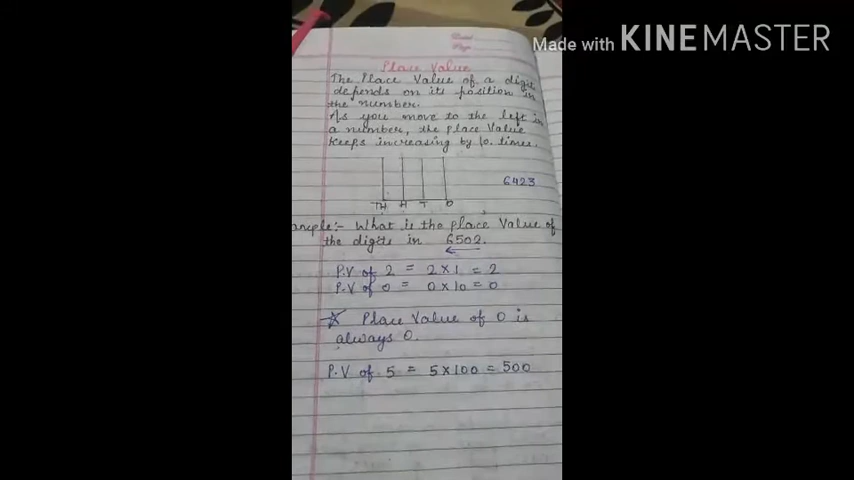 Made with KINEMASTER
Date
Page
Place Value
The Place Value of a digit
depends on its position in
the number.
As you move to the left in
a number, the place Value
keeps increasing by 10. times.
6423
TH H T O
ample:- What is the place Value of
the digits in 6502.
P.V of 2 = 2×1 = 2
P.V of 0 = 0×10 = 0
Place Value of 0 is
always 0.
P.V of 5 = 5×100 = 500